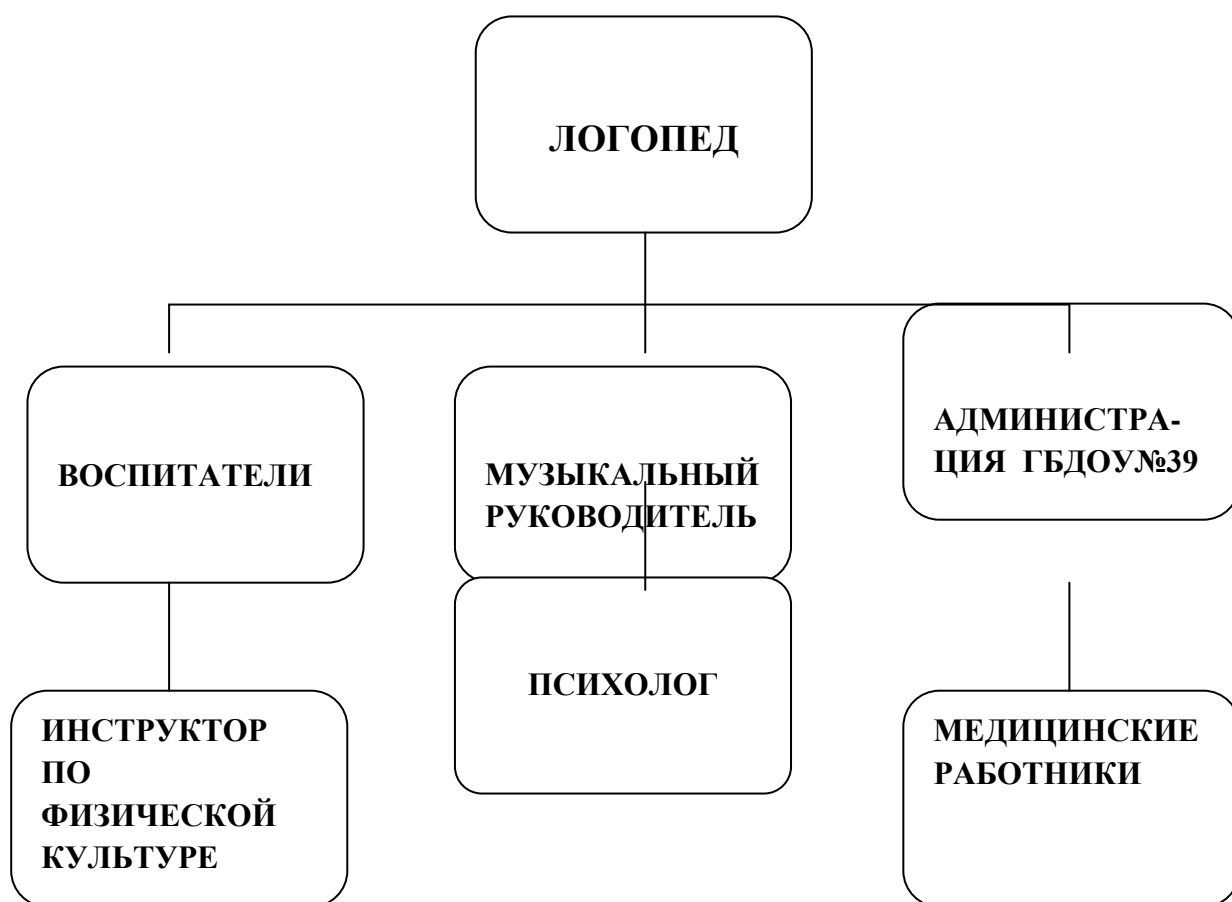 ЛОГОПЕД
ВОСПИТАТЕЛИ
МУЗЫКАЛЬНЫЙ
РУКОВОДИТЕЛЬ
АДМИНИСТРА-
ЦИЯ ГБДОУ№39
ИНСТРУКТОР
ПО
ФИЗИЧЕСКОЙ
КУЛЬТУРЕ
ПСИХОЛОГ
МЕДИЦИНСКИЕ
РАБОТНИКИ